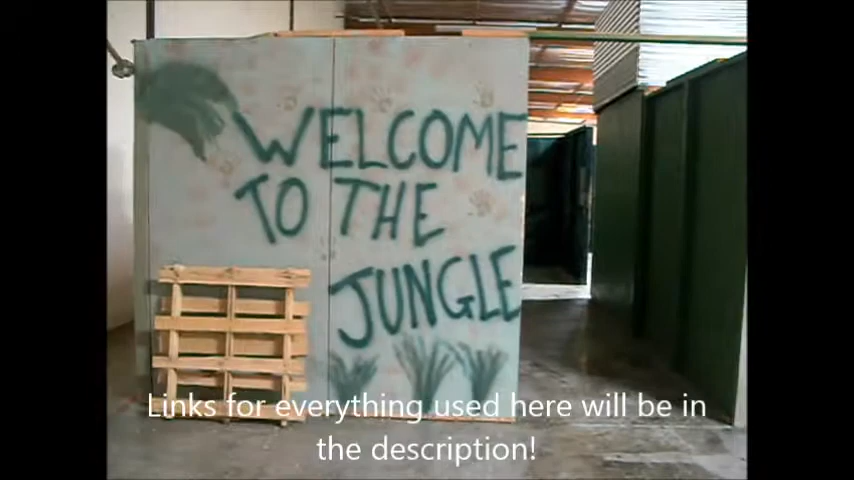 WELCOME
TO THE
JUNGLE
Links for everything used here will be in
the description!